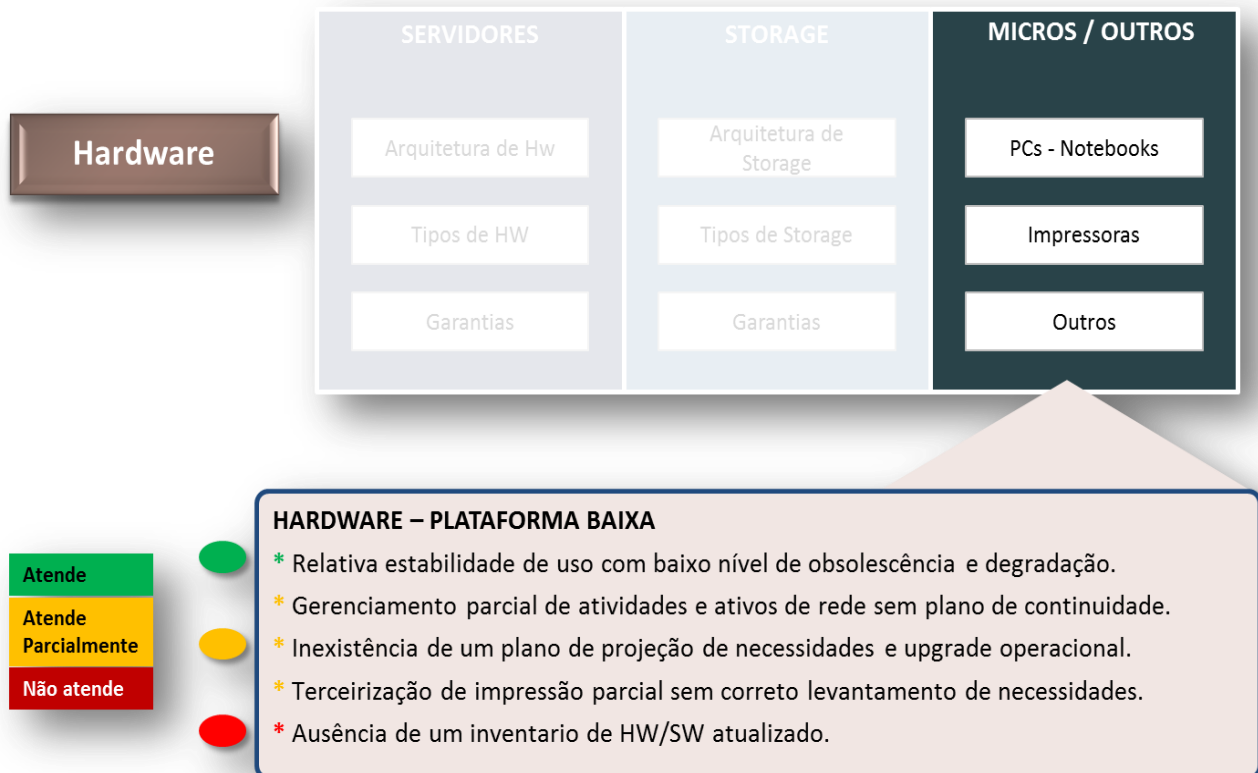 Hardware
SERVIDORES
Arquitetura de Hw
Tipos de HW
Garantias
STORAGE
Arquitetura de
Storage
Tipos de Storage
Garantias
MICROS / OUTROS
PCs - Notebooks
Impressoras
Outros
Atende
Atende
Parcialmente
Não atende
HARDWARE – PLATAFORMA BAIXA
* Relativa estabilidade de uso com baixo nível de obsolescência e degradação.
* Gerenciamento parcial de atividades e ativos de rede sem plano de continuidade.
* Inexistência de um plano de projeção de necessidades e upgrade operacional.
* Terceirização de impressão parcial sem correto levantamento de necessidades.
* Ausência de um inventario de HW/SW atualizado.